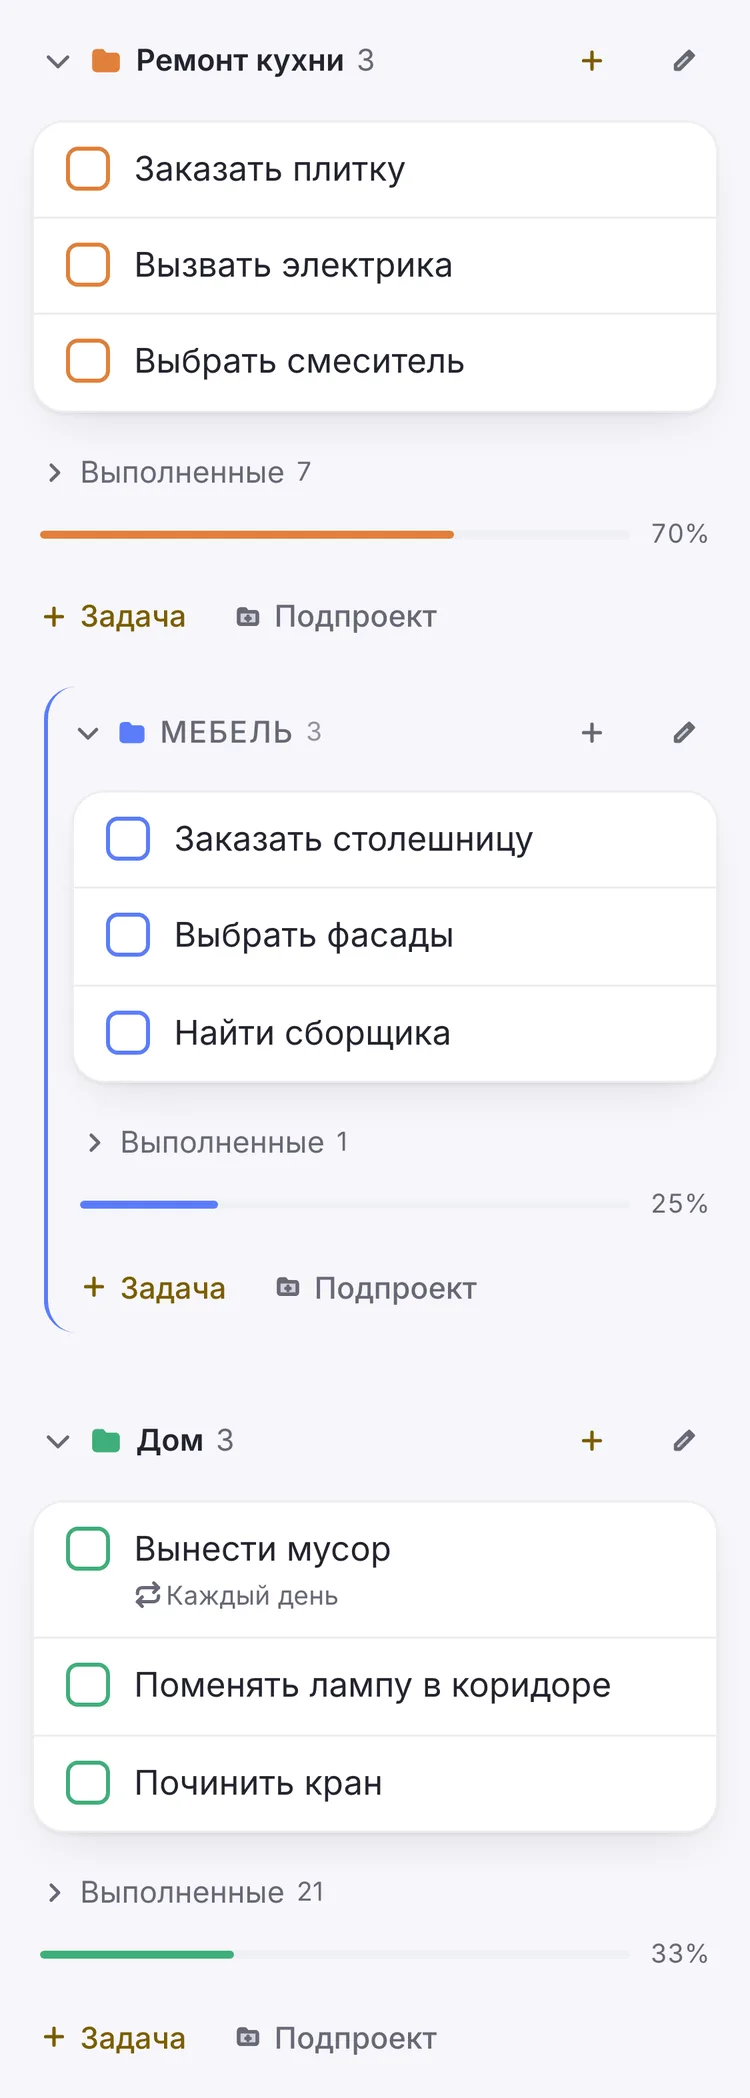 Ремонт кухни 3
Заказать плитку
Вызвать электрика
Выбрать смеситель
Выполненные 7
70%
+ Задача Подпроект
МЕБЕЛЬ 3
Заказать столешницу
Выбрать фасады
Найти сборщика
Выполненные 1
25%
+ Задача Подпроект
Дом 3
Вынести мусор
Каждый день
Поменять лампу в коридоре
Починить кран
Выполненные 21
33%
+ Задача Подпроект